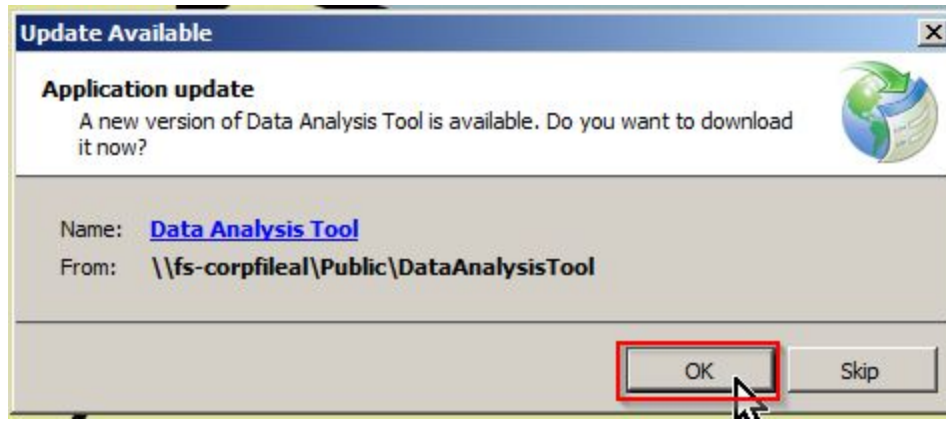 Update Available
Application update
A new version of Data Analysis Tool is available. Do you want to download
it now?
Name: Data Analysis Tool
From: \\fs-corpfileal\Public\DataAnalysisTool
OK Skip